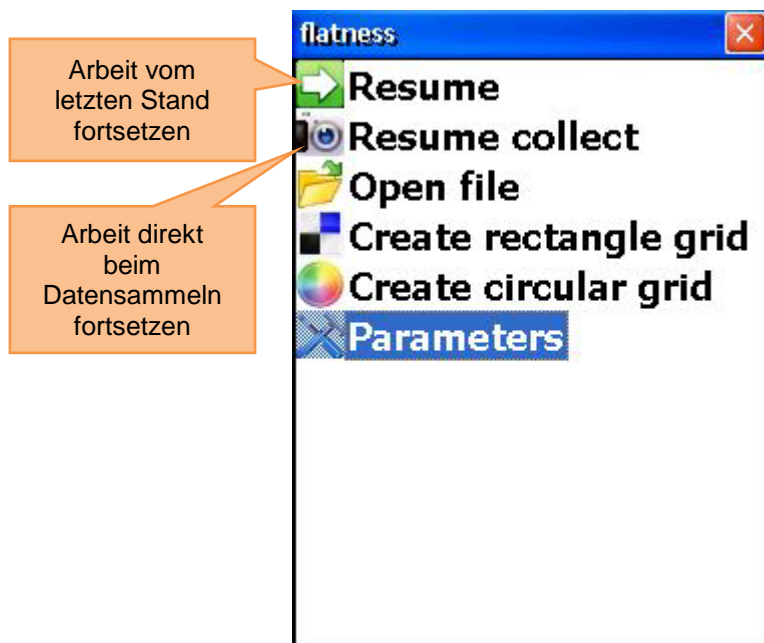 flatness
Arbeit vom
letzten Stand
fortsetzen
Arbeit direkt
beim
Datensammeln
fortsetzen
Resume
Resume collect
Open file
Create rectangle grid
Create circular grid
Parameters